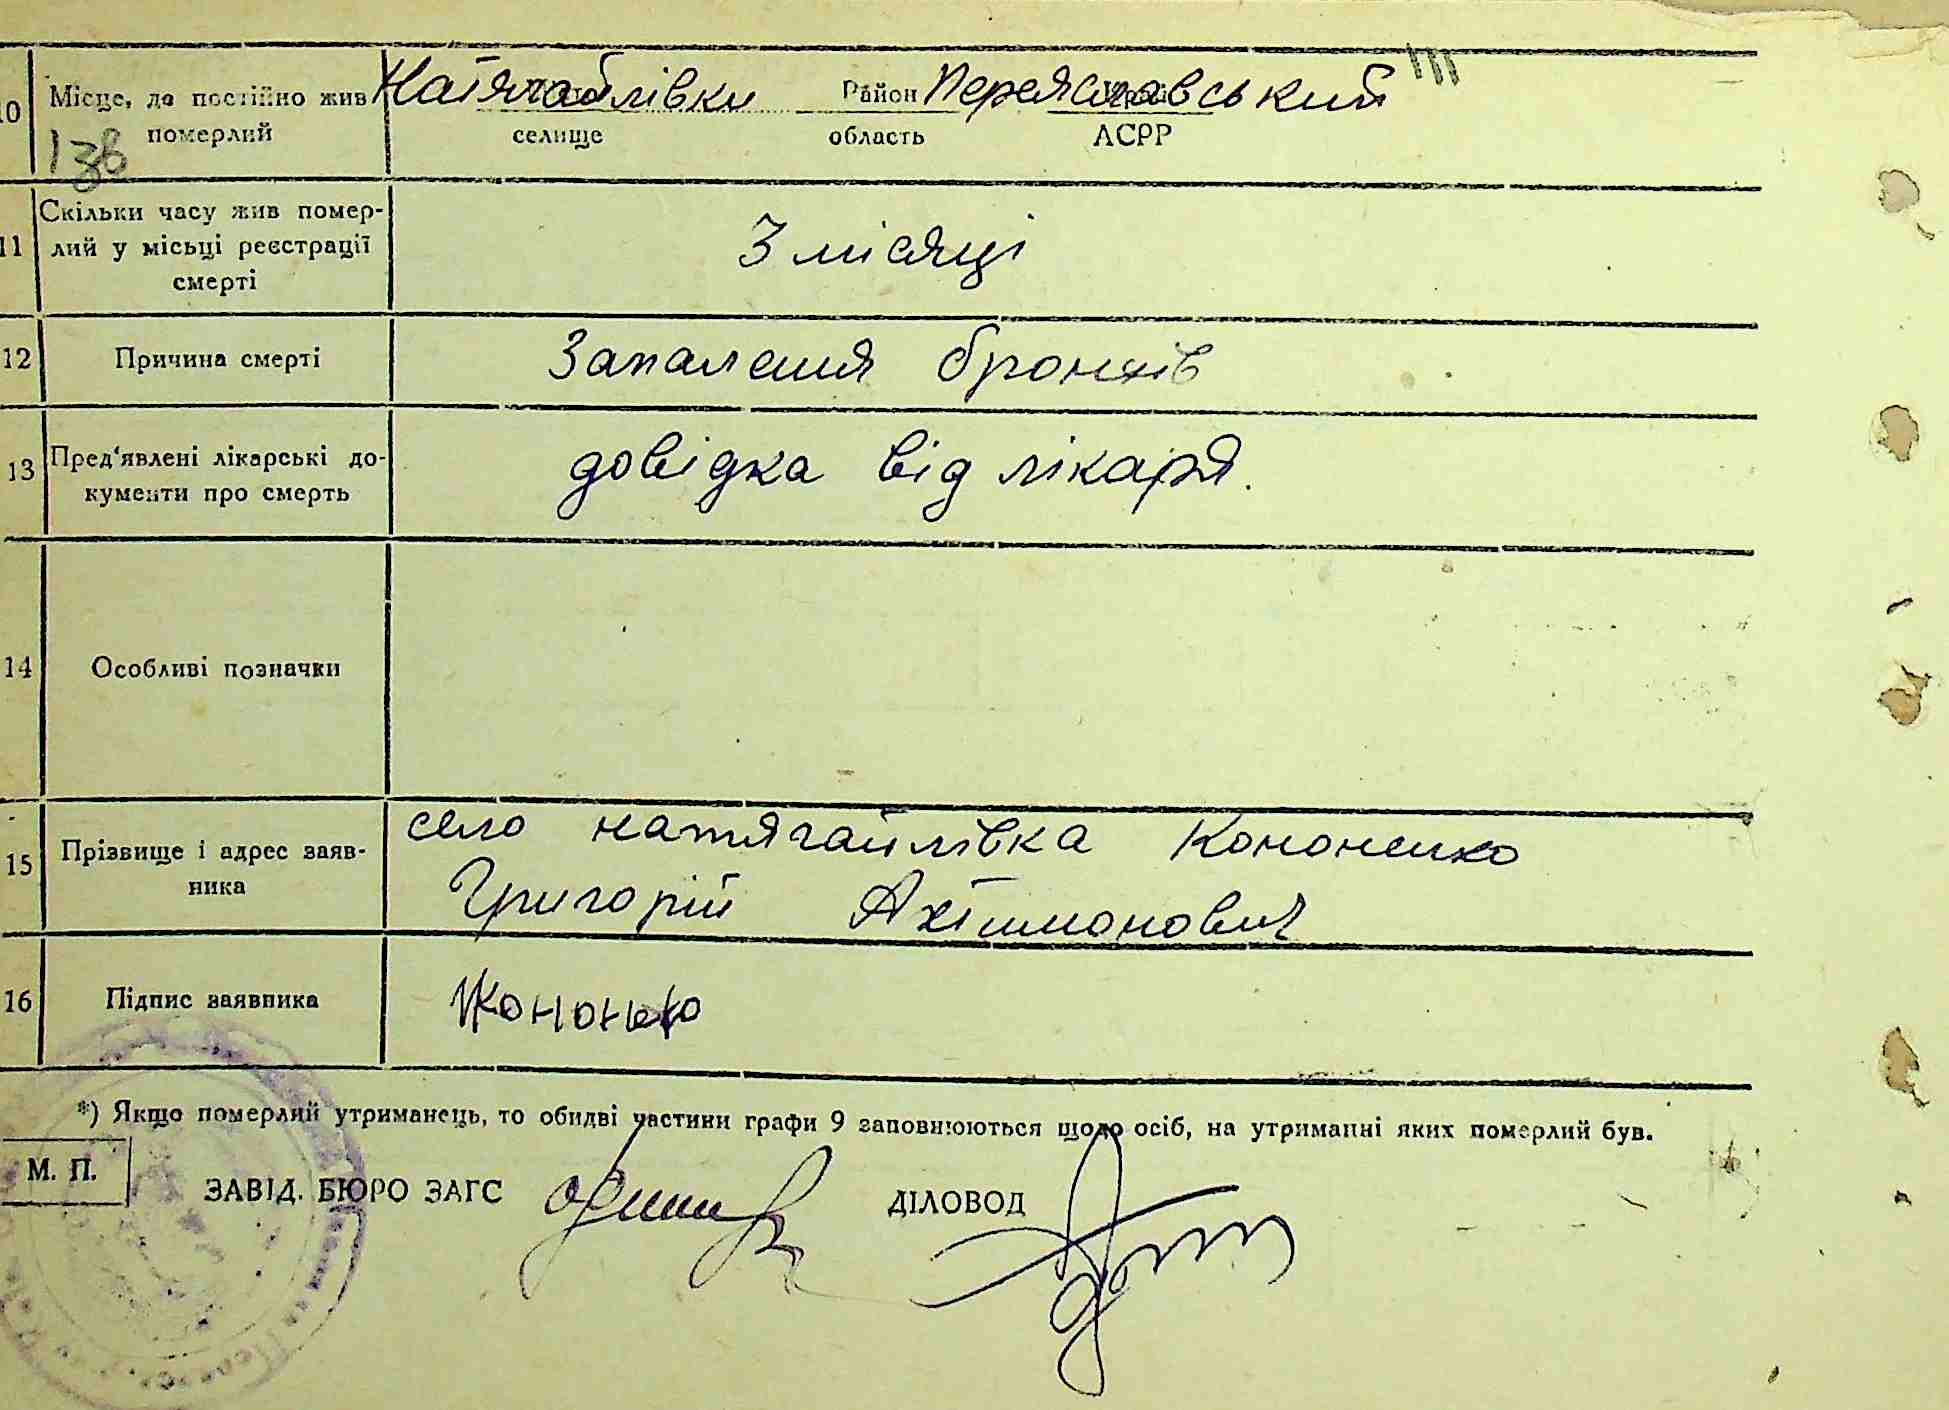 10 Місце, де постійно жив Натягайлівки Район Переяславський
померлий селище область АСРР
11 Скільки часу жив помер-
лий у місьці реєстрації 3 місяці
смерті
12 Причина смерті Запалення бронхів
13 Пред'явлені лікарські до-
кументи про смерть довідка від лікаря.
14 Особливі позначки
15 Прізвище і адрес заяв-
ника село натягайлівка Кононенко
Григорій
16 Підпис заявника
*) Якщо померлий утриманець, то обидві частини графи 9 заповнюються щодо осіб, на утриманні яких померлий був.
М. П.
ЗАВІД. БЮРО ЗАГС ДІЛОВОД